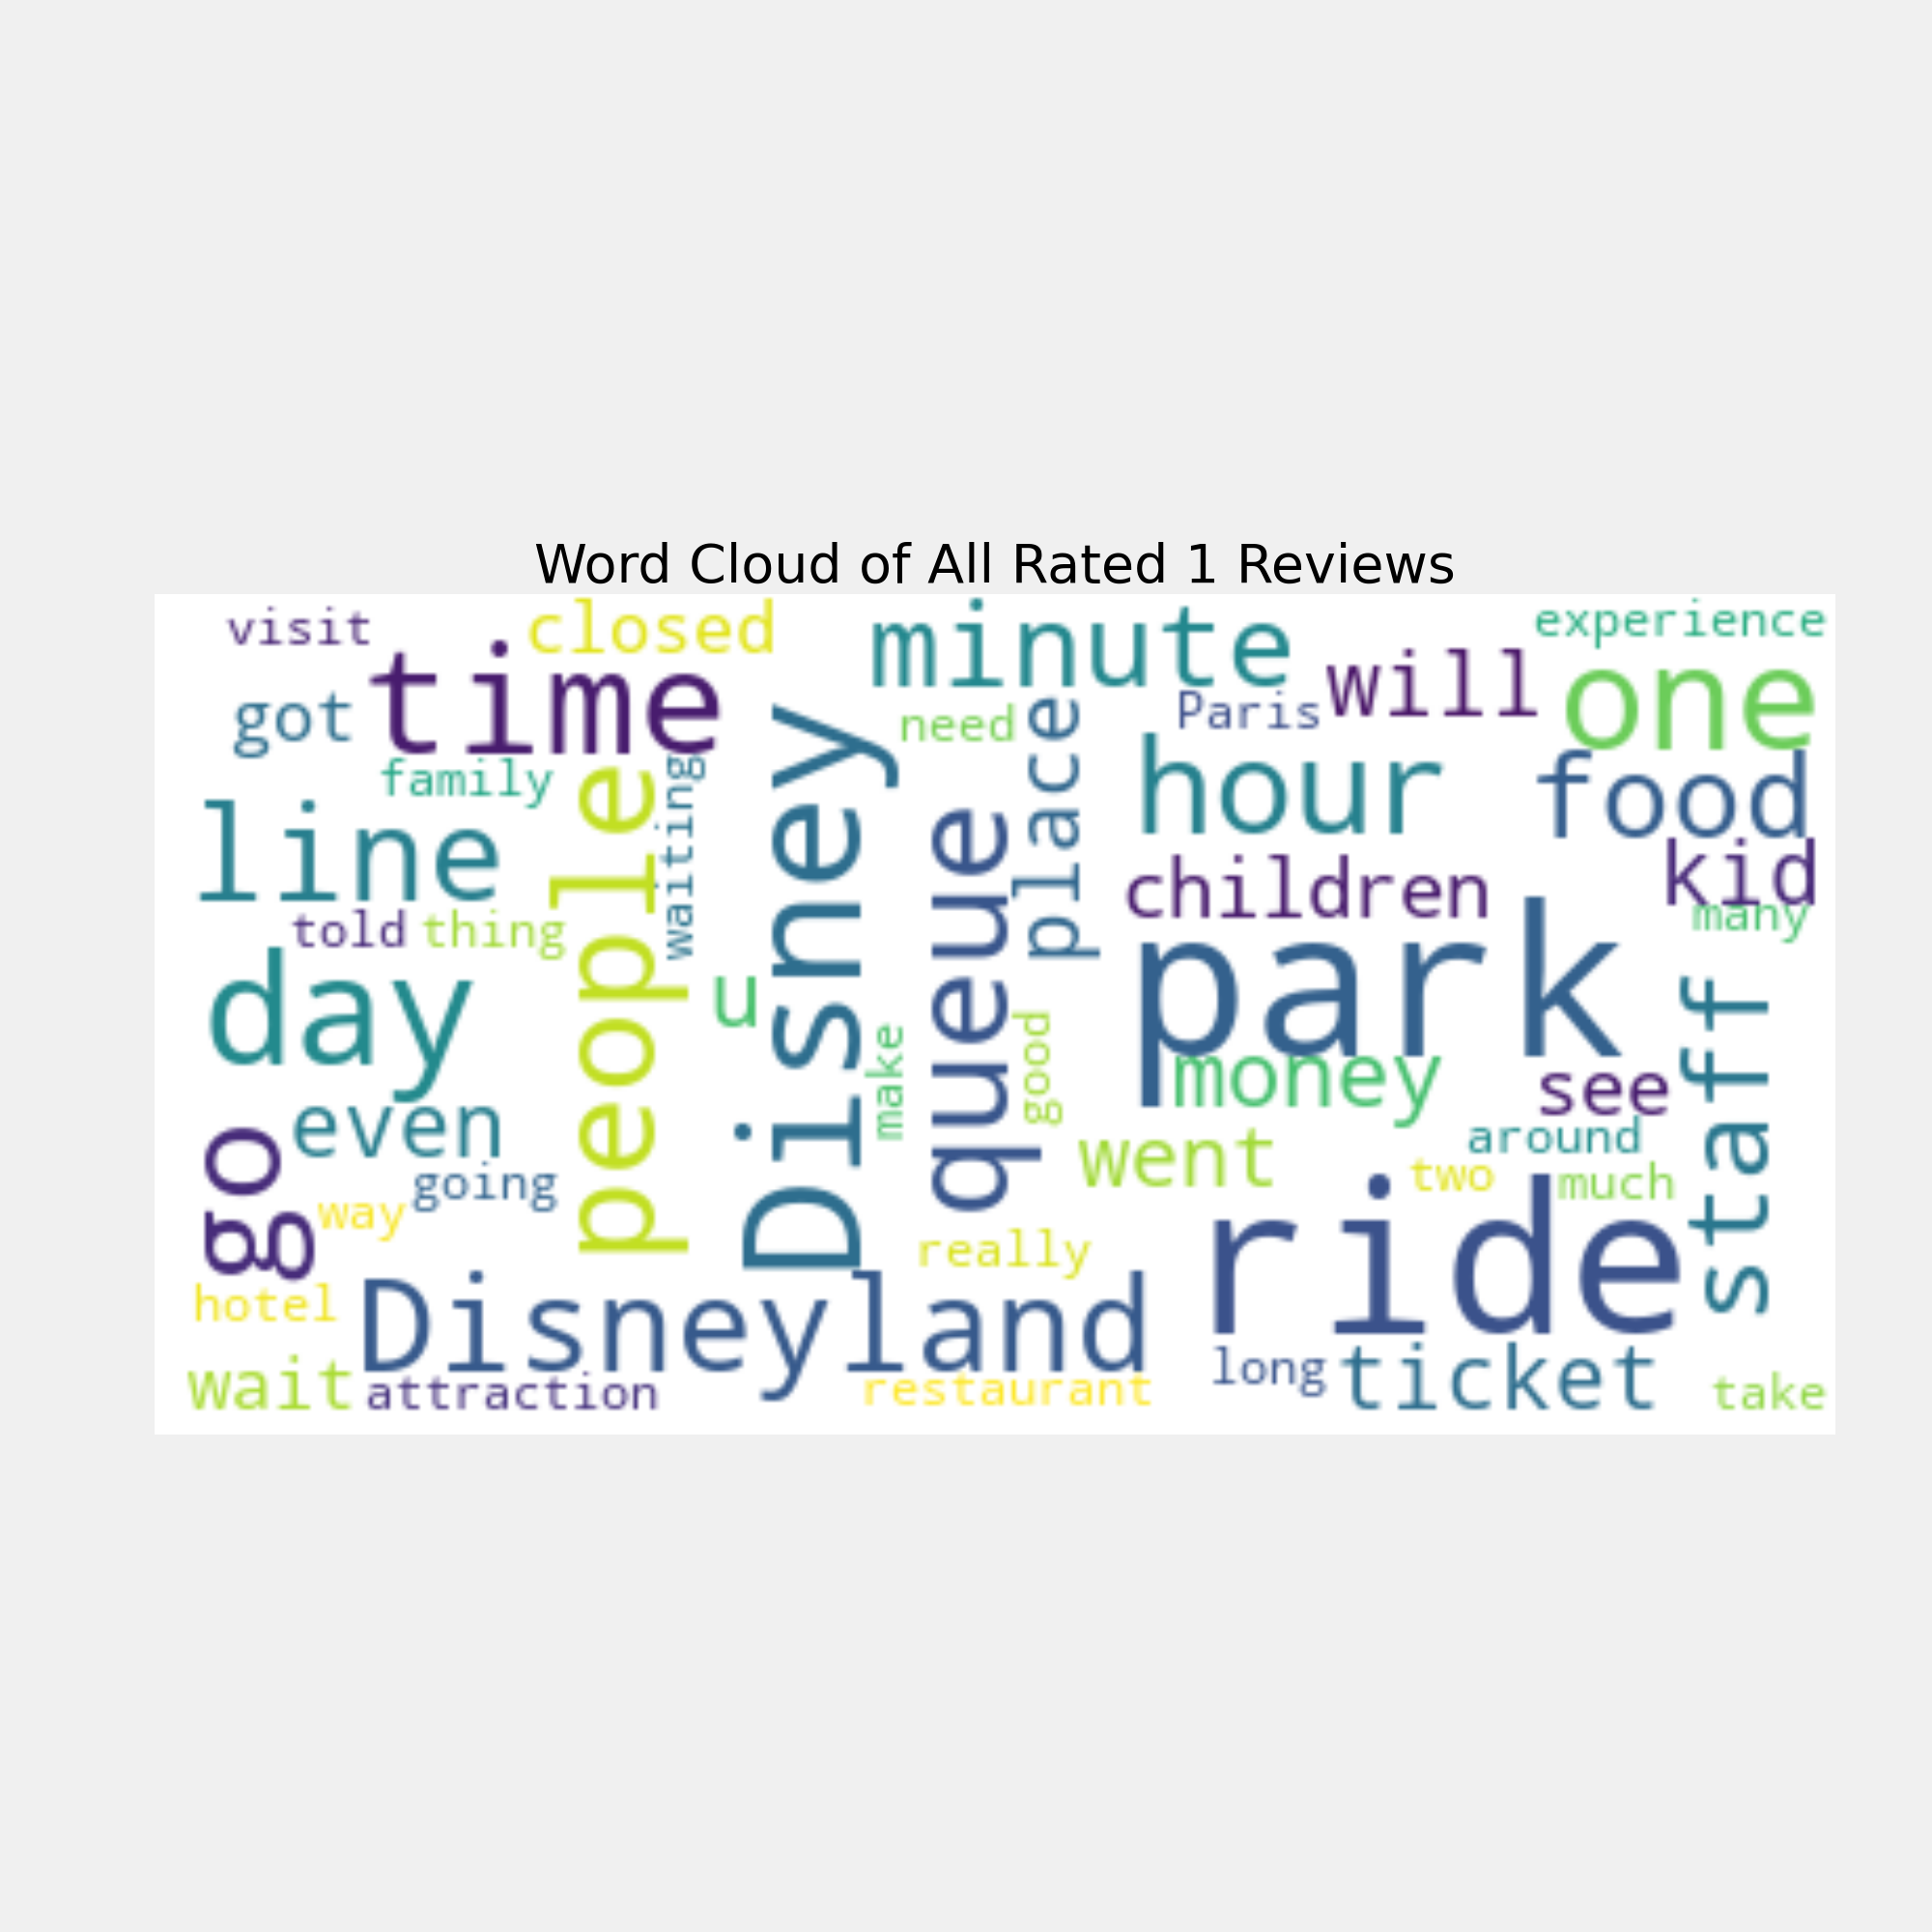 Word Cloud of All Rated 1 Reviews
visit
closed
minute
experience
time
will
one
got
need
Paris
place
family
waiting
hour
food
line
people
Disney
queue
children
kid
many
told
thing
day
u
park
staff
make
good
money
see
even
went
around
go
going
two
much
way
really
ride
hotel
Disneyland
wait
attraction
restaurant
long
ticket
take